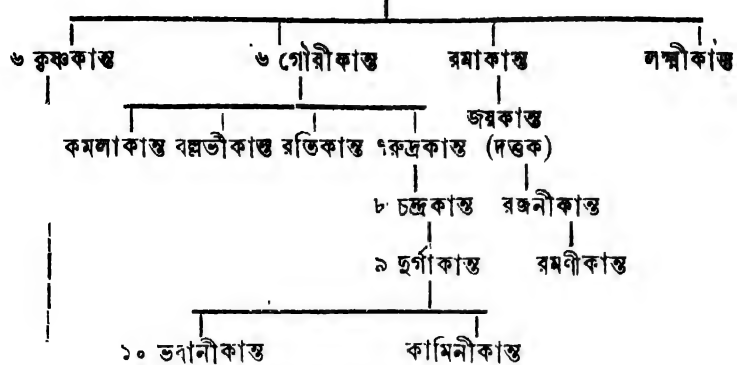 ৬ কৃষ্ণকান্ত ৬ গৌরীকান্ত রমাকান্ত লক্ষ্মীকান্ত
জয়কান্ত
কমলাকান্ত বল্লভীকান্ত রতিকান্ত ৭রুদ্রকান্ত (দত্তক)
৮ চন্দ্রকান্ত রজনীকান্ত
৯ দুর্গাকান্ত রমণীকান্ত
১০ ভবানীকান্ত কামিনীকান্ত